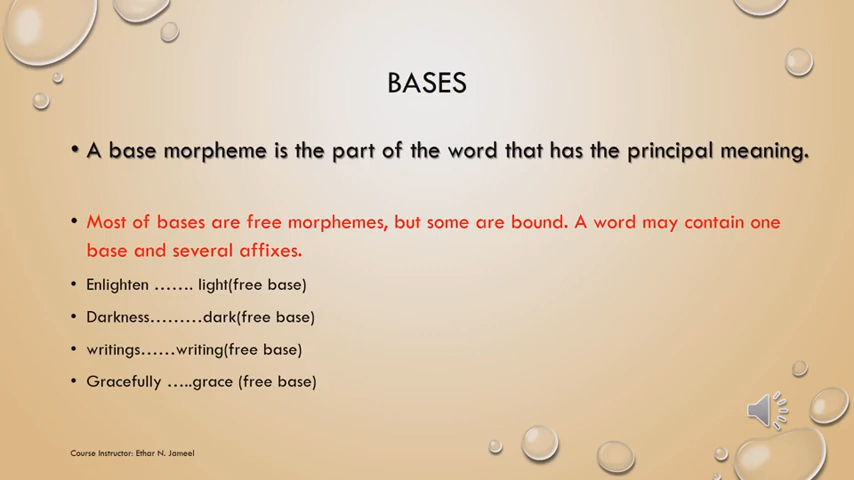 BASES
• A base morpheme is the part of the word that has the principal meaning.
• Most of bases are free morphemes, but some are bound. A word may contain one
base and several affixes.
• Enlighten ……. light(free base)
• Darkness………dark(free base)
• writings……writing(free base)
• Gracefully …..grace (free base)
Course Instructor: Ethar N. Jameel